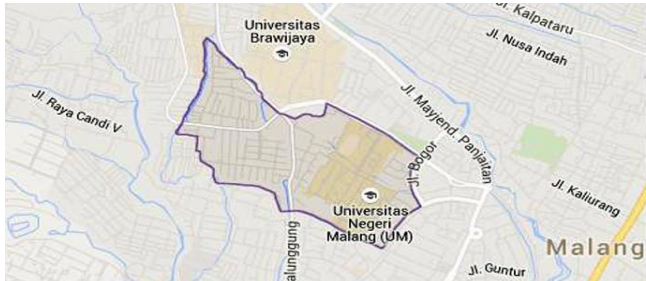 Jl. Kalpataru
Universitas
Brawijaya
Jl. Nusa Indah
Jl. Raya Candi V
Jl. Mayjend. Panjaitan
Jl. Bogor
Jl. Kaliurang
Universitas
Negeri
Malang (UM)
Malang
Jl. Guntur